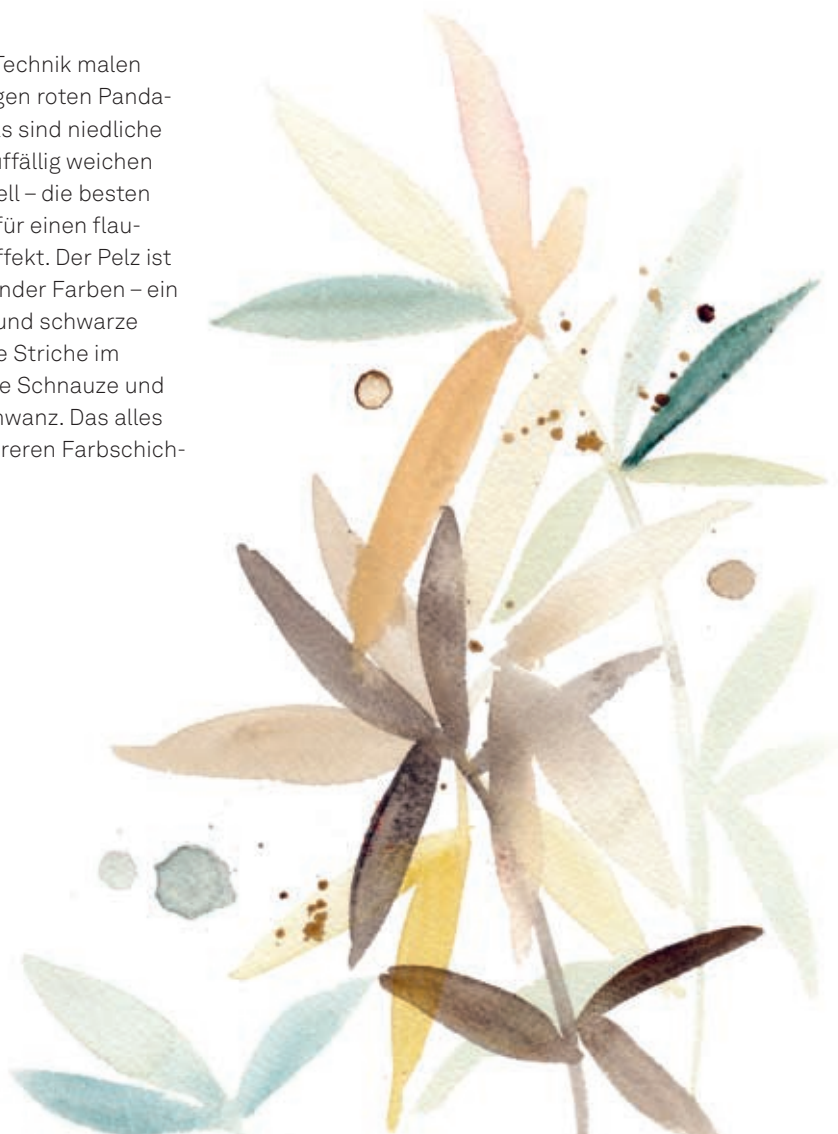 Technik malen
gen roten Panda-
s sind niedliche
ffällig weichen
ell – die besten
für einen flau-
ffekt. Der Pelz ist
nder Farben – ein
und schwarze
e Striche im
e Schnauze und
hwanz. Das alles
reren Farbschich-